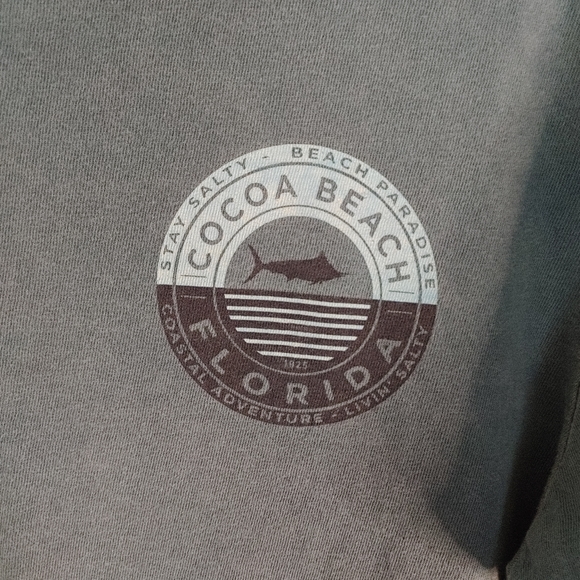 STAY SALTY - BEACH PARADISE
COCOA BEACH
1925
FLORIDA
COASTAL ADVENTURE - LIVIN' SALTY